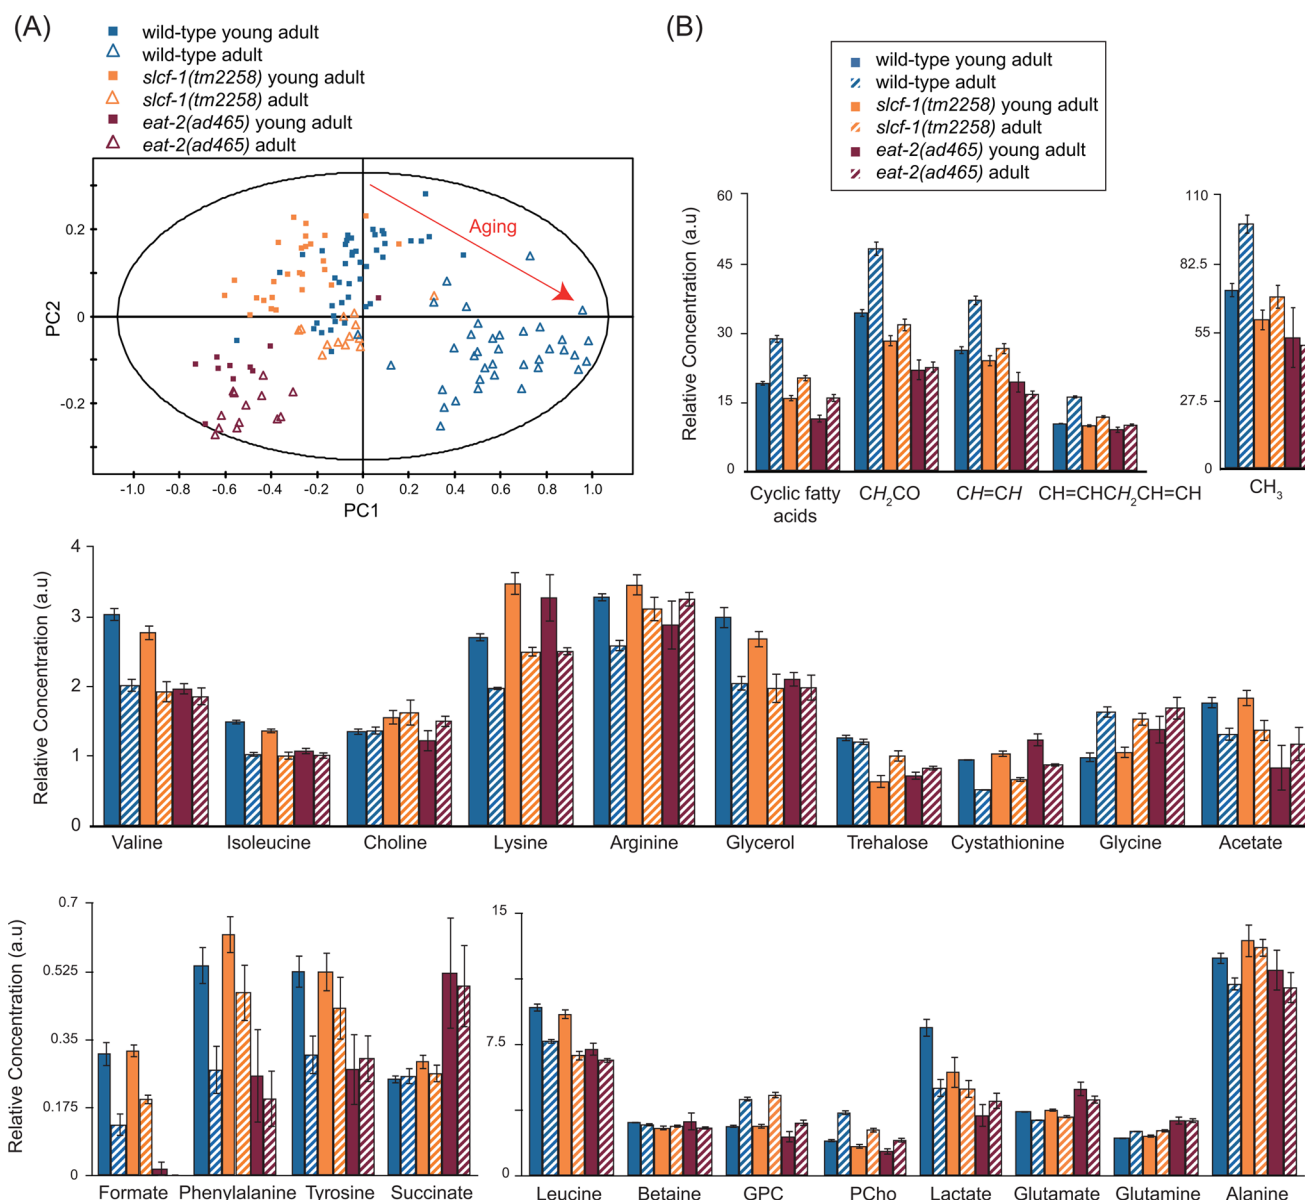 (A)
wild-type young adult
wild-type adult
slcf-1(tm2258) young adult
slcf-1(tm2258) adult
eat-2(ad465) young adult
eat-2(ad465) adult
Aging
PC2
0.2
0
-0.2
-1.0 -0.8 -0.6 -0.4 -0.2 0 0.2 0.4 0.6 0.8 1.0
PC1
(B)
wild-type young adult
wild-type adult
slcf-1(tm2258) young adult
slcf-1(tm2258) adult
eat-2(ad465) young adult
eat-2(ad465) adult
Relative Concentration (a.u)
60
45
30
15
0
Cyclic fatty acids
CH₂CO
CH=CH
CH=CHCH₂CH=CH
110
82.5
55
27.5
0
CH₃
Relative Concentration (a.u)
4
3
2
1
0
Valine Isoleucine Choline Lysine Arginine Glycerol Trehalose Cystathionine Glycine Acetate
Relative Concentration (a.u)
0.7
0.525
0.35
0.175
0
Formate Phenylalanine Tyrosine Succinate
15
7.5
0
Leucine Betaine GPC PCho Lactate Glutamate Glutamine Alanine